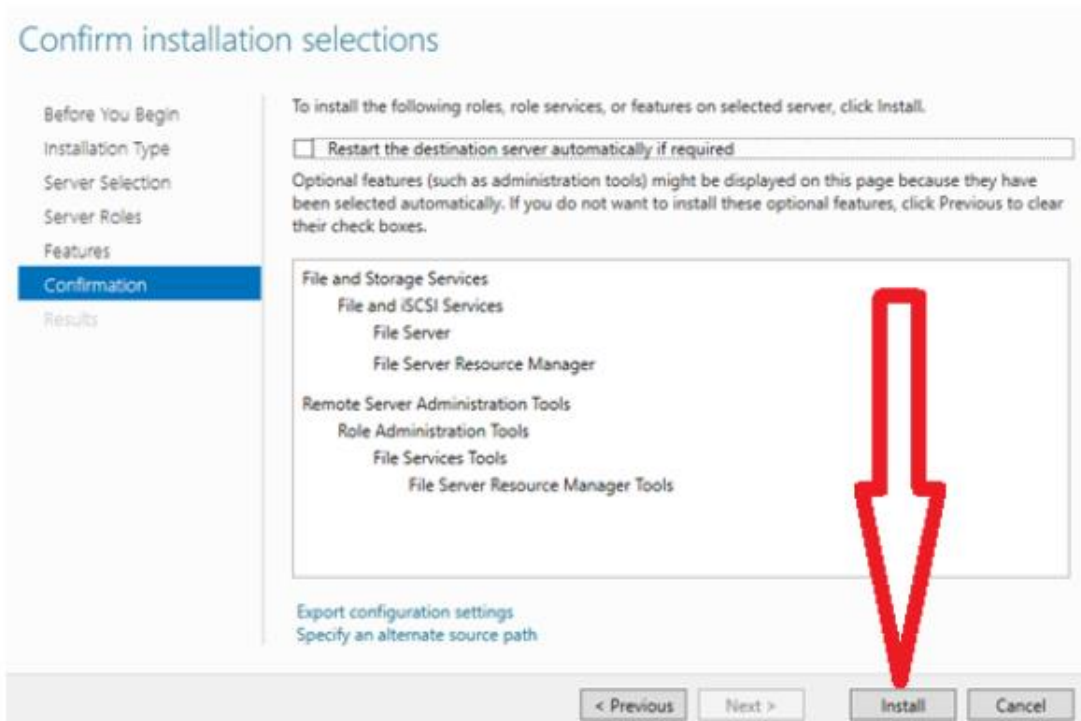 Confirm installation selections
Before You Begin
Installation Type
Server Selection
Server Roles
Features
Confirmation
Results
To install the following roles, role services, or features on selected server, click Install.
Restart the destination server automatically if required
Optional features (such as administration tools) might be displayed on this page because they have
been selected automatically. If you do not want to install these optional features, click Previous to clear
their check boxes.
File and Storage Services
File and iSCSI Services
File Server
File Server Resource Manager
Remote Server Administration Tools
Role Administration Tools
File Services Tools
File Server Resource Manager Tools
Export configuration settings
Specify an alternate source path
< Previous
Next >
Install
Cancel